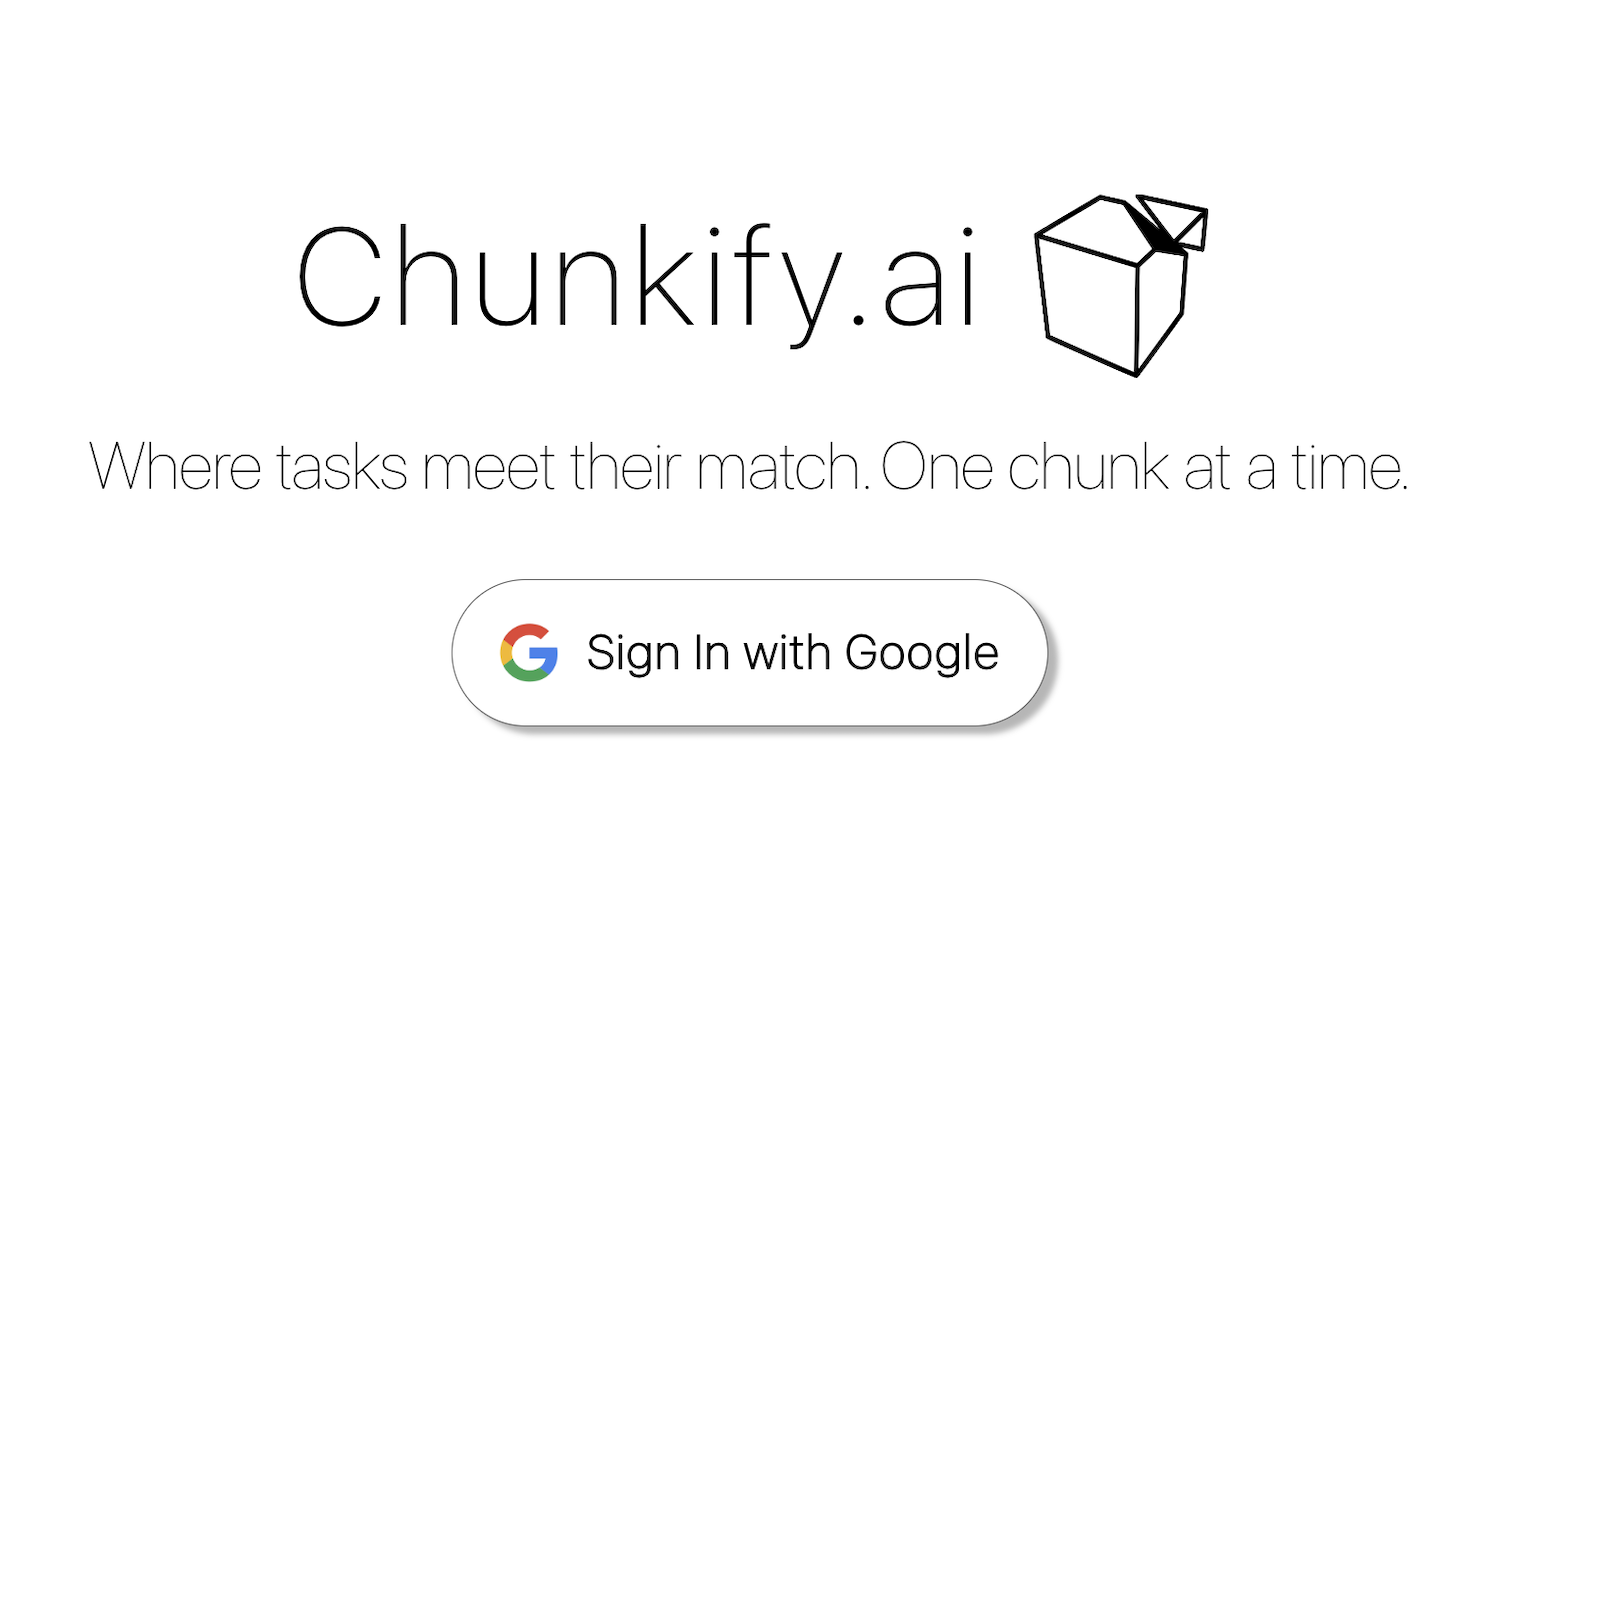 Chunkify.ai
Where tasks meet their match. One chunk at a time.
Sign In with Google